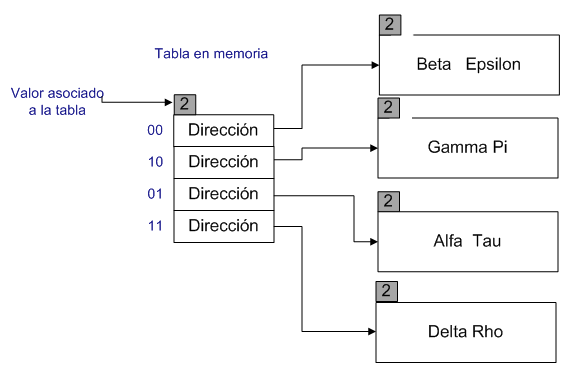 Tabla en memoria
Valor asociado
a la tabla
2
00 Dirección
10 Dirección
01 Dirección
11 Dirección
2
Beta Epsilon
2
Gamma Pi
2
Alfa Tau
2
Delta Rho